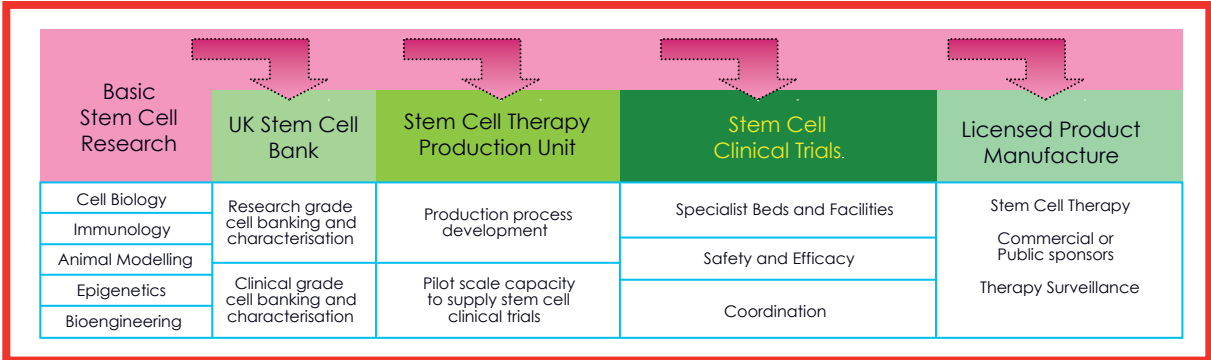 Basic
Stem Cell
Research
UK Stem Cell
Bank
Stem Cell Therapy
Production Unit
Stem Cell
Clinical Trials.
Licensed Product
Manufacture
Cell Biology
Immunology
Animal Modelling
Epigenetics
Bioengineering
Research grade
cell banking and
characterisation
Clinical grade
cell banking and
characterisation
Production process
development
Pilot scale capacity
to supply stem cell
clinical trials
Specialist Beds and Facilities
Safety and Efficacy
Coordination
Stem Cell Therapy
Commercial or
Public sponsors
Therapy Surveillance